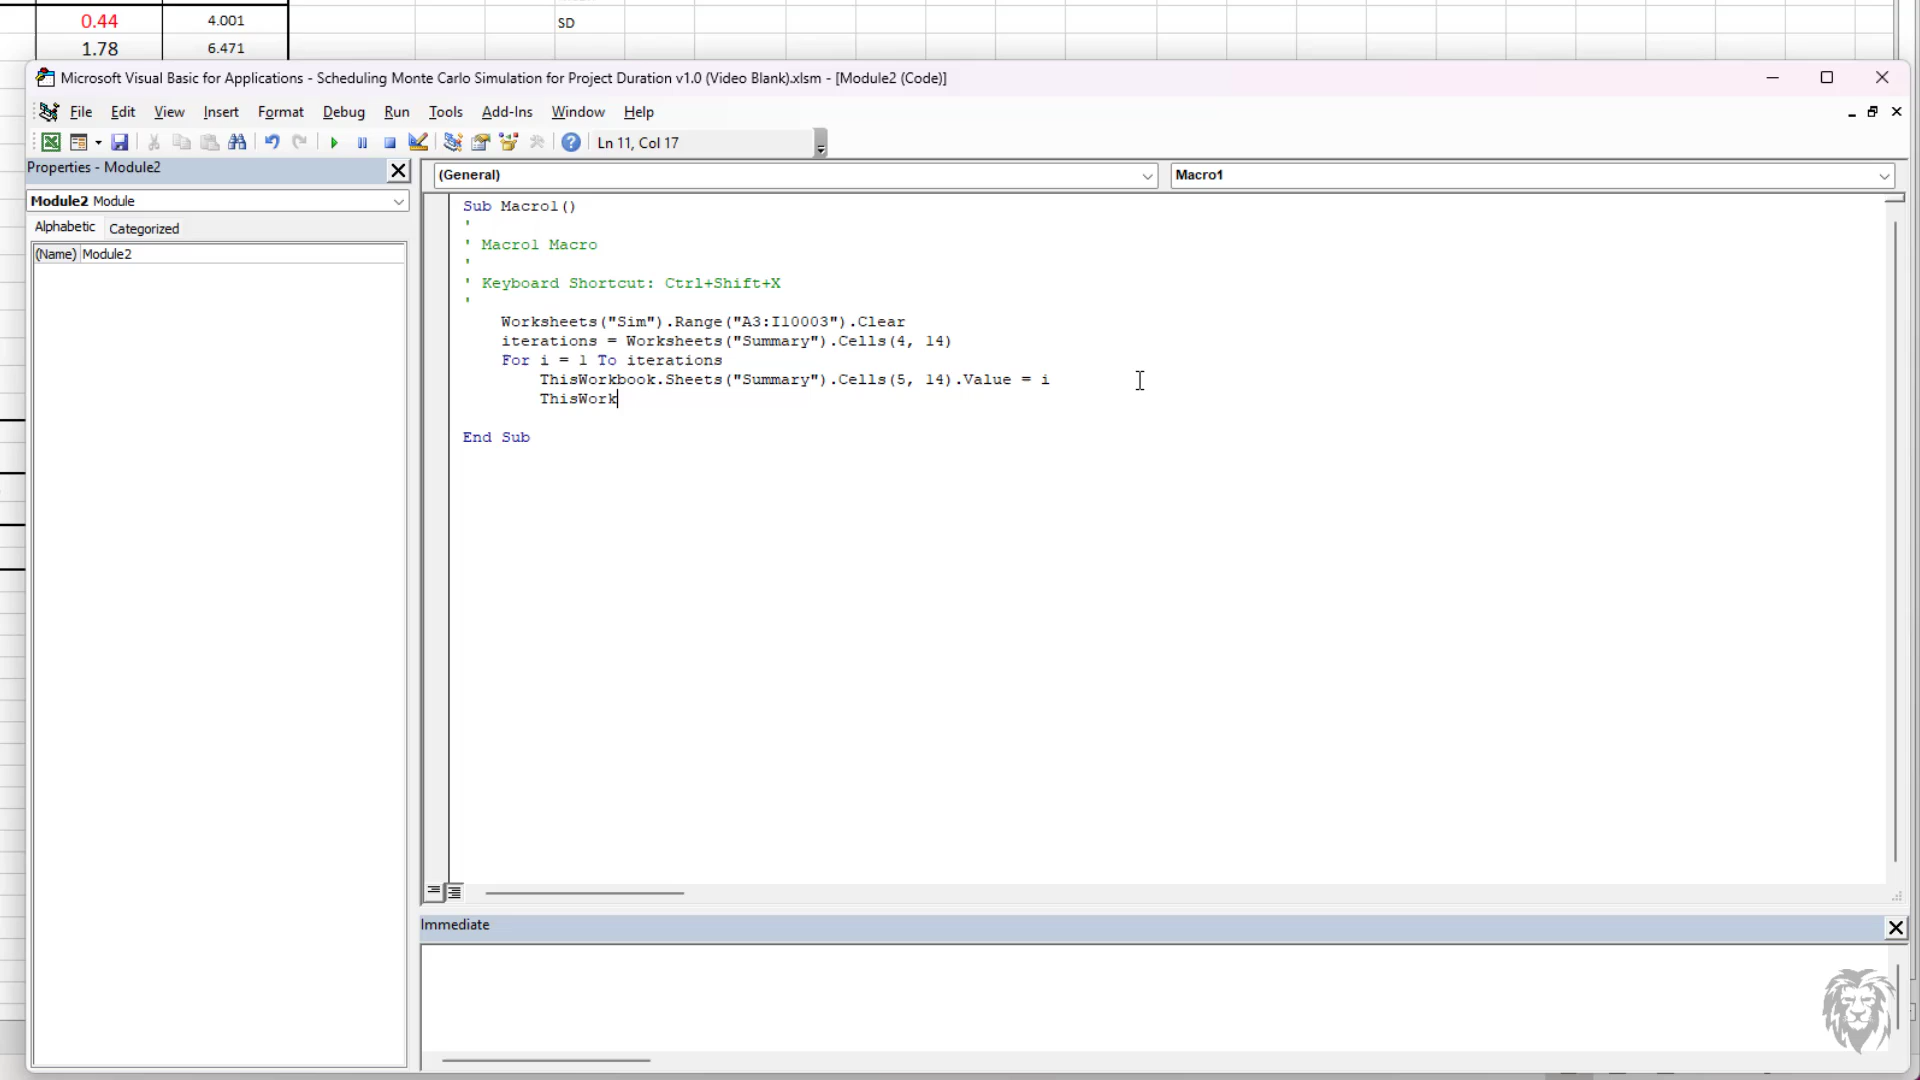 0.44 4.001 SD
1.78 6.471
Microsoft Visual Basic for Applications - Scheduling Monte Carlo Simulation for Project Duration v1.0 (Video Blank).xlsm - [Module2 (Code)]
File Edit View Insert Format Debug Run Tools Add-Ins Window Help
Ln 11, Col 17
Properties - Module2
Module2 Module
Alphabetic Categorized
(Name) Module2
(General) Macro1
Sub Macro1()
'
' Macro1 Macro
'
' Keyboard Shortcut: Ctrl+Shift+X
'
Worksheets("Sim").Range("A3:I10003").Clear
iterations = Worksheets("Summary").Cells(4, 14)
For i = 1 To iterations
ThisWorkbook.Sheets("Summary").Cells(5, 14).Value = i
ThisWork
End Sub
Immediate